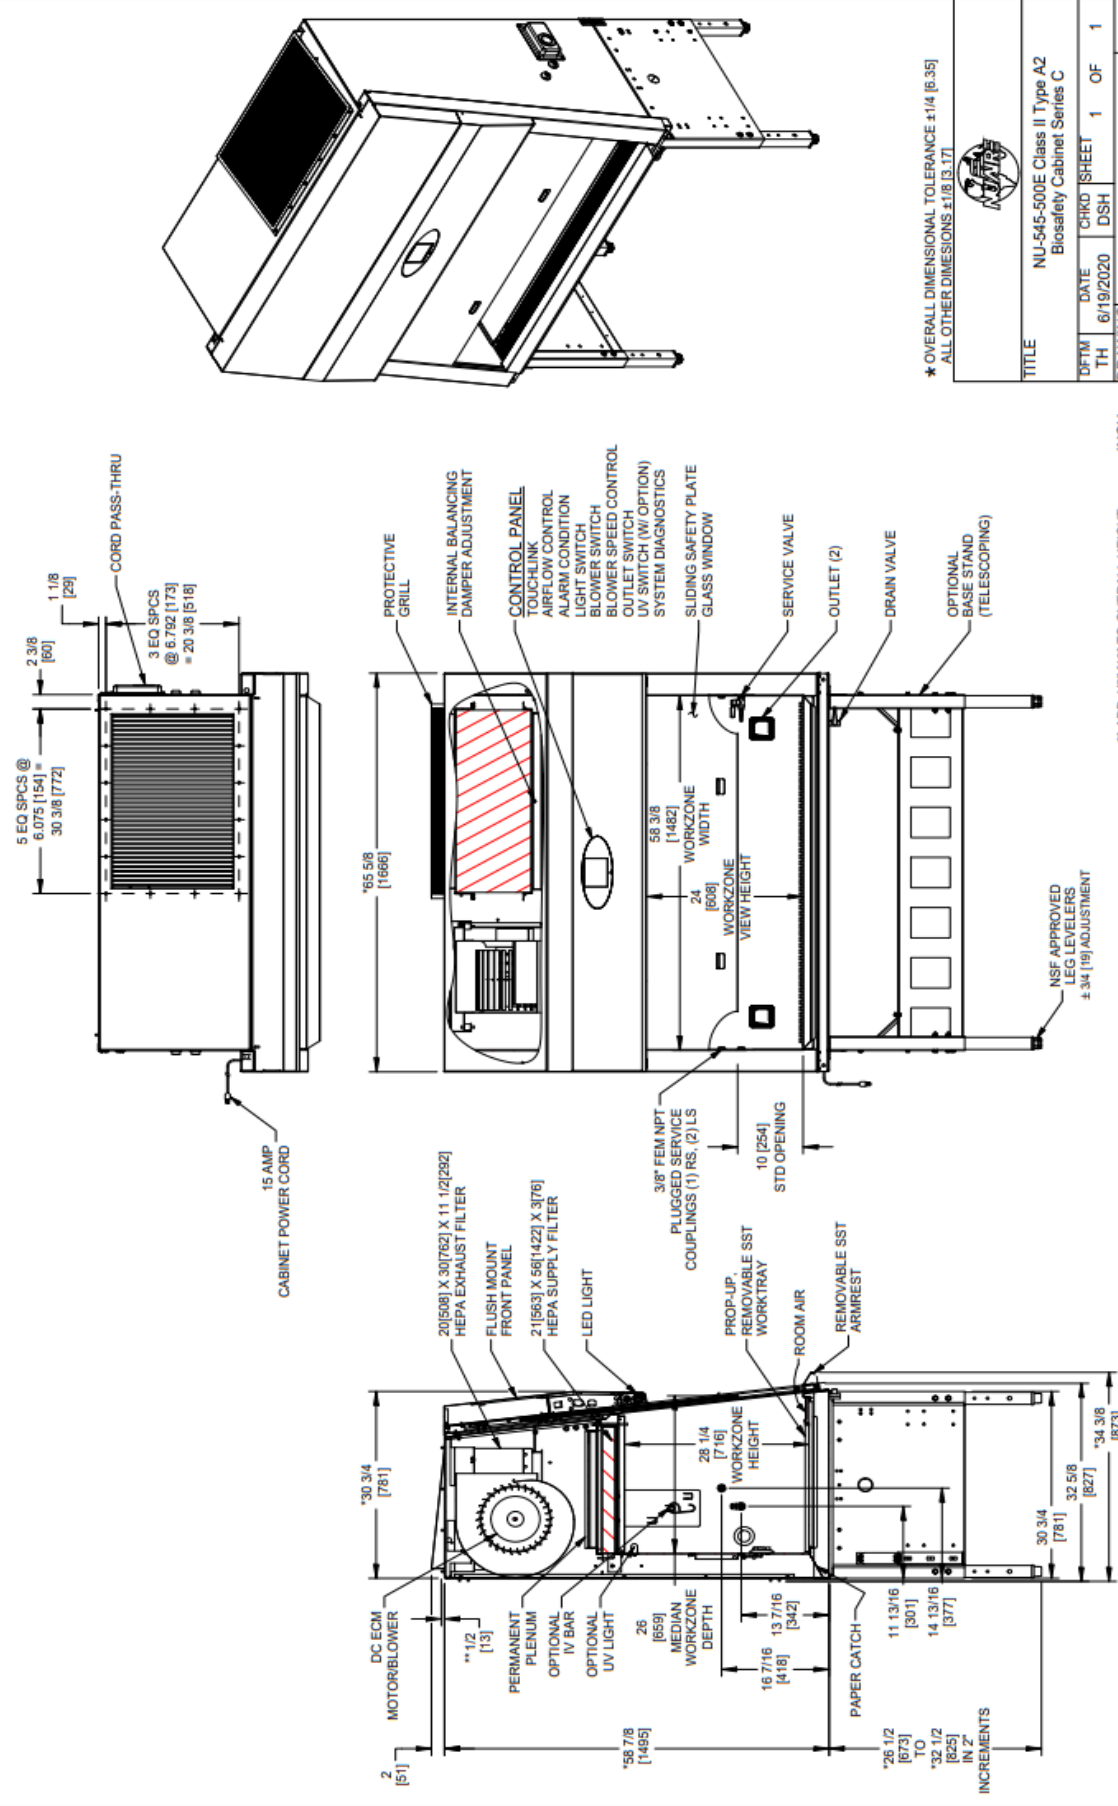 5 EQ SPCS @
6.075 [154] =
30 3/8 [772]
2 3/8
[60]
1 1/8
[29]
CORD PASS-THRU
3 EQ SPCS
@ 6.792 [173]
= 20 3/8 [518]
15 AMP
CABINET POWER CORD
*65 5/8
[1666]
PROTECTIVE
GRILL
INTERNAL BALANCING
DAMPER ADJUSTMENT
CONTROL PANEL
TOUCHLINK
AIRFLOW CONTROL
ALARM CONDITION
LIGHT SWITCH
BLOWER SWITCH
BLOWER SPEED CONTROL
OUTLET SWITCH
UV SWITCH (W/ OPTION)
SYSTEM DIAGNOSTICS
SLIDING SAFETY PLATE
GLASS WINDOW
SERVICE VALVE
OUTLET (2)
DRAIN VALVE
OPTIONAL
BASE STAND
(TELESCOPING)
58 3/8
[1482]
WORKZONE
WIDTH
24
[608]
WORKZONE
VIEW HEIGHT
NSF APPROVED
LEG LEVELERS
± 3/4 [19] ADJUSTMENT
3/8" FEM NPT
PLUGGED SERVICE
COUPLINGS (1) RS, (2) LS
10 [254]
STD OPENING
20[508] X 30[762] X 11 1/2[292]
HEPA EXHAUST FILTER
FLUSH MOUNT
FRONT PANEL
21[563] X 56[1422] X 3[76]
HEPA SUPPLY FILTER
LED LIGHT
PROP-UP,
REMOVABLE SST
WORKTRAY
ROOM AIR
REMOVABLE SST
ARMREST
*30 3/4
[781]
28 1/4
[716]
WORKZONE
HEIGHT
DC ECM
MOTOR/BLOWER
**1/2
[13]
PERMANENT
PLENUM
OPTIONAL
IV BAR
OPTIONAL
UV LIGHT
26
[659]
MEDIAN
WORKZONE
DEPTH
13 7/16
[342]
16 7/16
[418]
PAPER CATCH
11 13/16
[301]
14 13/16
[377]
30 3/4
[781]
32 5/8
[827]
*34 3/8
[873]
2
[51]
*58 7/8
[1495]
*26 1/2
[673]
TO
*32 1/2
[825]
IN 2"
INCREMENTS
* OVERALL DIMENSIONAL TOLERANCE ±1/4 [6.35]
ALL OTHER DIMESIONS ±1/8 [3.17]
NUAIRE
TITLE
NU-545-500E Class II Type A2
Biosafety Cabinet Series C
DFTM DATE CHKD SHEET 1 OF 1
TH 6/19/2020 DSH